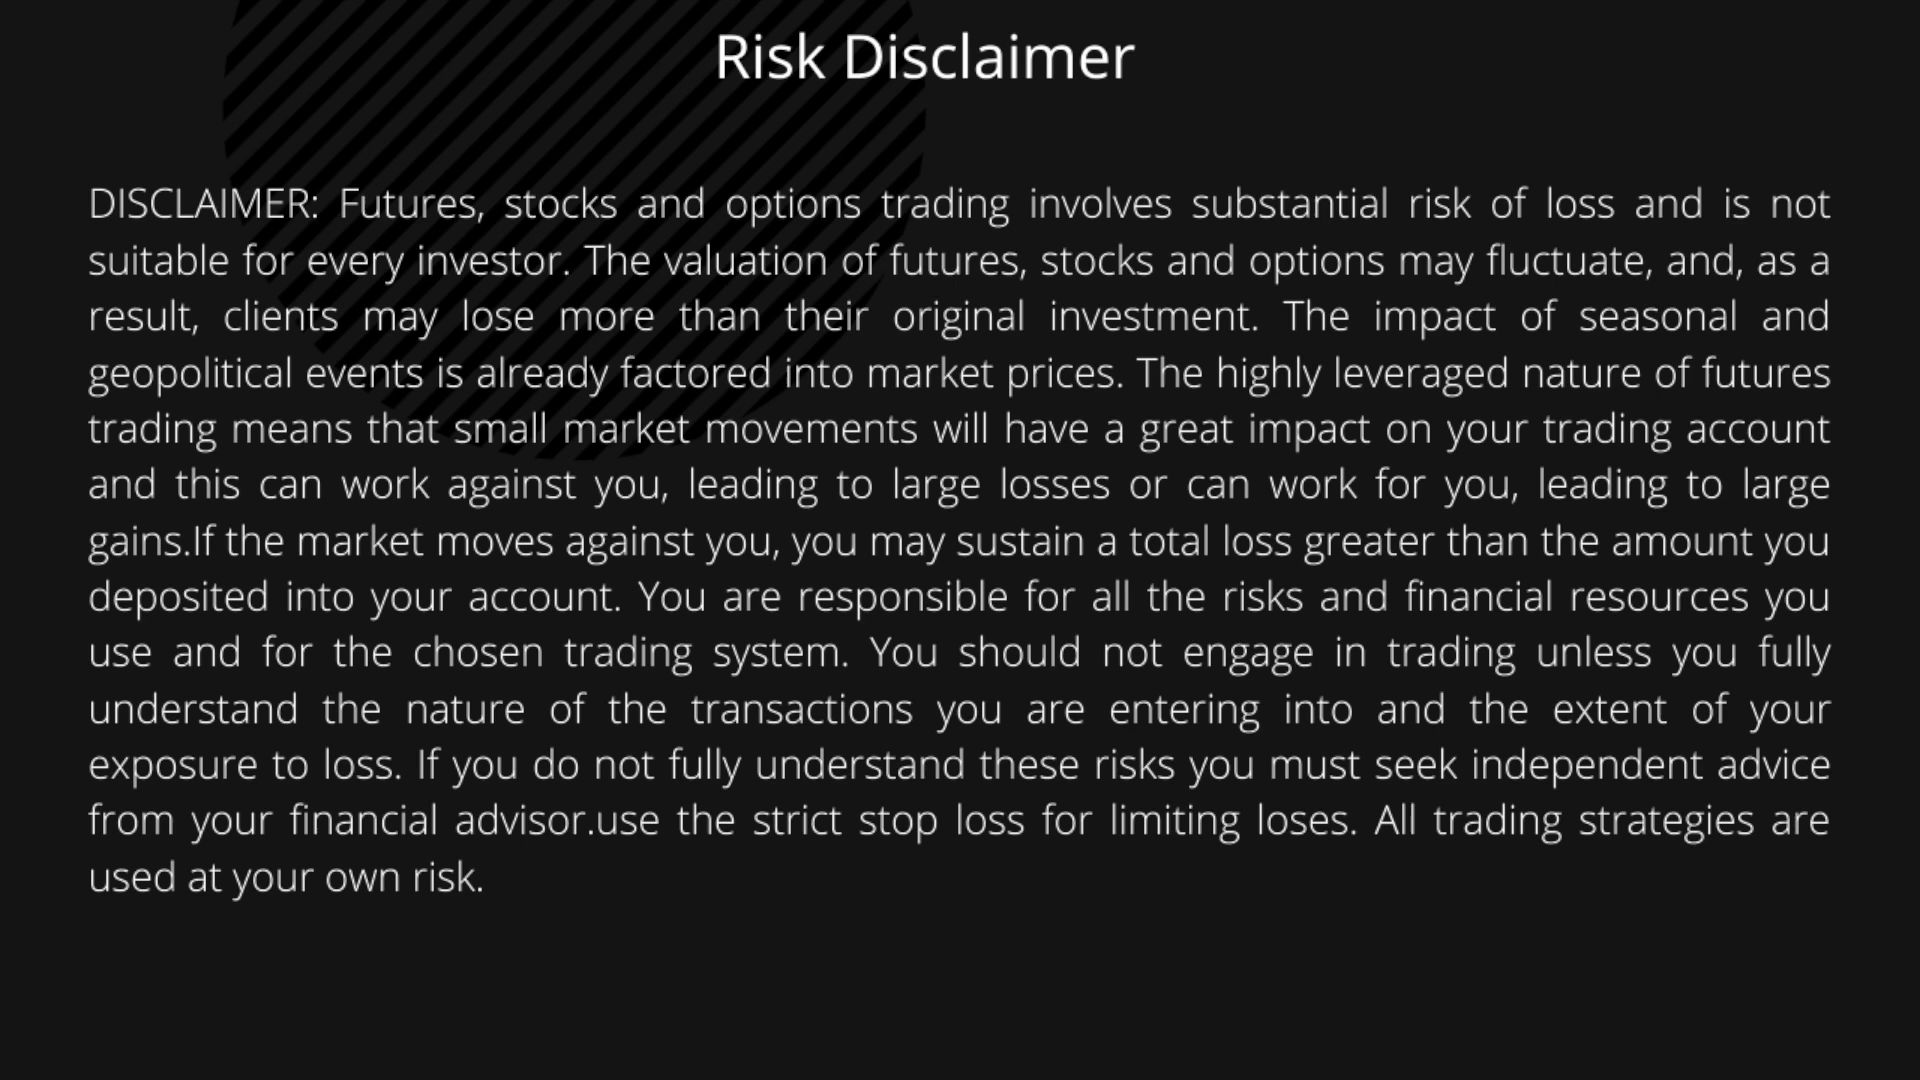 Risk Disclaimer
DISCLAIMER: Futures, stocks and options trading involves substantial risk of loss and is not
suitable for every investor. The valuation of futures, stocks and options may fluctuate, and, as a
result, clients may lose more than their original investment. The impact of seasonal and
geopolitical events is already factored into market prices. The highly leveraged nature of futures
trading means that small market movements will have a great impact on your trading account
and this can work against you, leading to large losses or can work for you, leading to large
gains.If the market moves against you, you may sustain a total loss greater than the amount you
deposited into your account. You are responsible for all the risks and financial resources you
use and for the chosen trading system. You should not engage in trading unless you fully
understand the nature of the transactions you are entering into and the extent of your
exposure to loss. If you do not fully understand these risks you must seek independent advice
from your financial advisor.use the strict stop loss for limiting loses. All trading strategies are
used at your own risk.